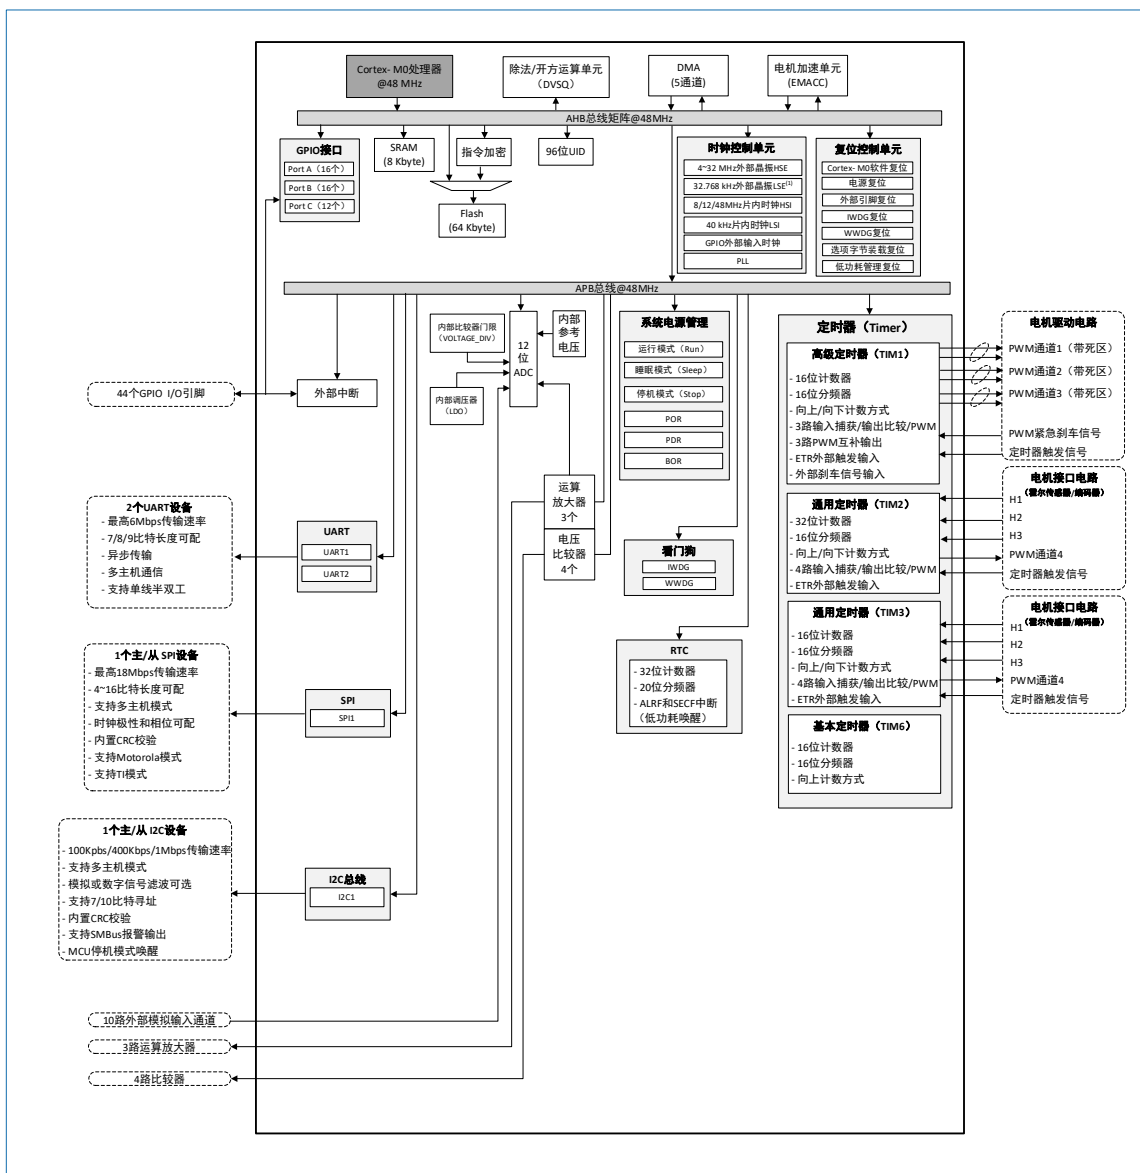 Cortex- M0处理器
@48 MHz
除法/开方运算单元
（DVSQ）
DMA
(5通道)
电机加速单元
(EMACC)
AHB总线矩阵@48MHz
GPIO接口
Port A（16个）
Port B（16个）
Port C（12个）
SRAM
(8 Kbyte)
指令加密
96位UID
Flash
(64 Kbyte)
时钟控制单元
4~32 MHz外部晶振HSE
32.768 kHz外部晶振LSE(1)
8/12/48MHz片内时钟HSI
40 kHz片内时钟LSI
GPIO外部输入时钟
PLL
复位控制单元
Cortex- M0软件复位
电源复位
外部引脚复位
IWDG复位
WWDG复位
选项字节装载复位
低功耗管理复位
APB总线@48MHz
44个GPIO I/O引脚
外部中断
内部比较器门限
（VOLTAGE_DIV）
内部调压器
（LDO）
12
位
ADC
内部
参考
电压
运算
放大器
3个
电压
比较器
4个
系统电源管理
运行模式（Run）
睡眠模式（Sleep）
停机模式（Stop）
POR
PDR
BOR
看门狗
IWDG
WWDG
RTC
- 32位计数器
- 20位分频器
- ALRF和SECF中断
（低功耗唤醒）
定时器（Timer）
高级定时器（TIM1）
- 16位计数器
- 16位分频器
- 向上/向下计数方式
- 3路输入捕获/输出比较/PWM
- 3路PWM互补输出
- ETR外部触发输入
- 外部刹车信号输入
通用定时器（TIM2）
- 32位计数器
- 16位分频器
- 向上/向下计数方式
- 4路输入捕获/输出比较/PWM
- ETR外部触发输入
通用定时器（TIM3）
- 16位计数器
- 16位分频器
- 向上/向下计数方式
- 4路输入捕获/输出比较/PWM
- ETR外部触发输入
基本定时器（TIM6）
- 16位计数器
- 16位分频器
- 向上计数方式
电机驱动电路
PWM通道1（带死区）
PWM通道2（带死区）
PWM通道3（带死区）
PWM紧急刹车信号
定时器触发信号
电机接口电路
（霍尔传感器/编码器）
H1
H2
H3
PWM通道4
定时器触发信号
电机接口电路
（霍尔传感器/编码器）
H1
H2
H3
PWM通道4
定时器触发信号
2个UART设备
- 最高6Mbps传输速率
- 7/8/9比特长度可配
- 异步传输
- 多主机通信
- 支持单线半双工
UART
UART1
UART2
1个主/从 SPI设备
- 最高18Mbps传输速率
- 4~16比特长度可配
- 支持多主机模式
- 时钟极性和相位可配
- 内置CRC校验
- 支持Motorola模式
- 支持TI模式
SPI
SPI1
1个主/从 I2C设备
- 100Kpbs/400Kbps/1Mbps传输速率
- 支持多主机模式
- 模拟或数字信号滤波可选
- 支持7/10比特寻址
- 内置CRC校验
- 支持SMBus报警输出
- MCU停机模式唤醒
I2C总线
I2C1
10路外部模拟输入通道
3路运算放大器
4路比较器